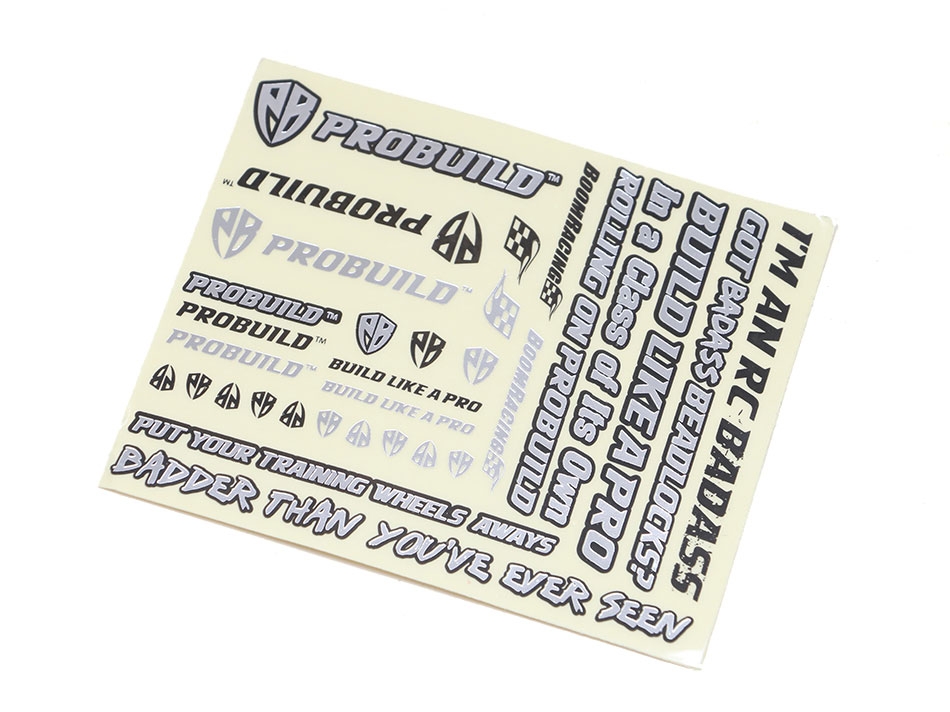 PB PROBUILD™
PROBUILD™ PB
PB PROBUILD™
PROBUILD™
PROBUILD™
PROBUILD™
PB PB PB
BUILD LIKE A PRO
BUILD LIKE A PRO
PB PB PB PB PB
PB PB PB PB PB
PUT YOUR TRAINING WHEELS AWAYS
BADDER THAN YOU'VE EVER SEEN
BOOMRACING
BOOMRACING
ROLLING ON PROBUILD
In a Class of Its Own
BUILD LIKE A PRO
GOT BADASS BEADLOCKS?
I'M AN RC BADASS